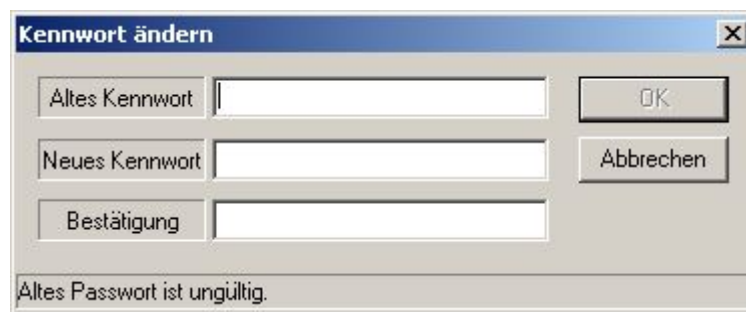 Kennwort ändern
Altes Kennwort
OK
Neues Kennwort
Abbrechen
Bestätigung
Altes Passwort ist ungültig.